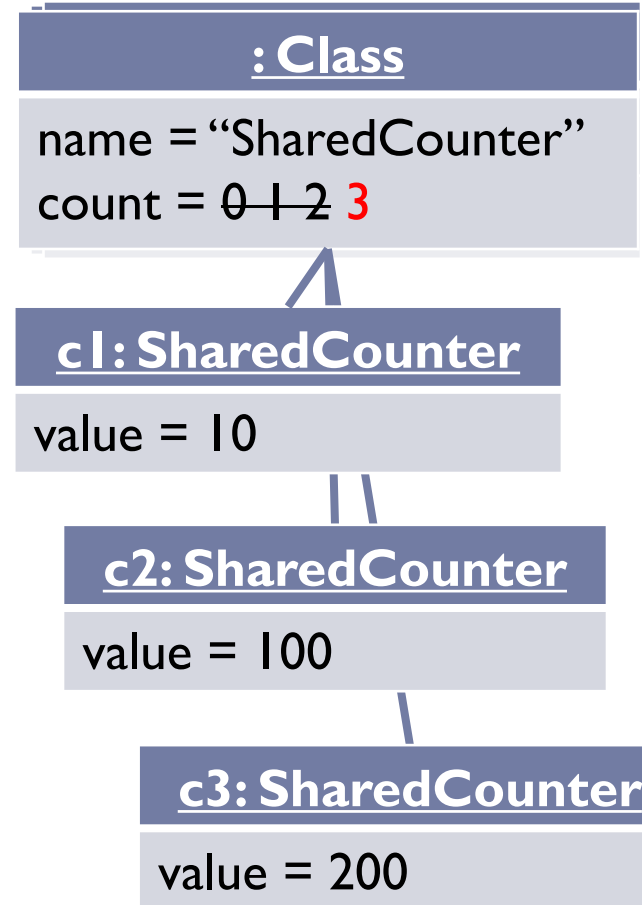 : Class
name = “SharedCounter”
count = 0 1 2 3
c1: SharedCounter
value = 10
c2: SharedCounter
value = 100
c3: SharedCounter
value = 200